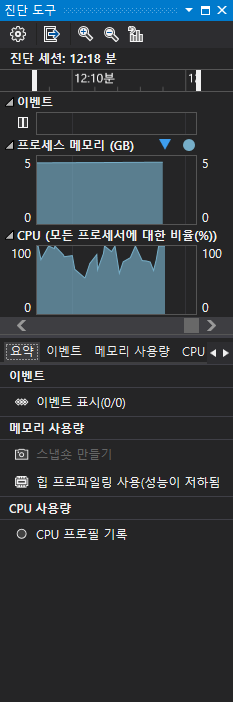 진단 도구
진단 세션: 12:18 분
12:10분
이벤트
프로세스 메모리 (GB)
5 5
0 0
CPU (모든 프로세서에 대한 비율(%))
100 100
0 0
요약 이벤트 메모리 사용량 CPU
이벤트
이벤트 표시(0/0)
메모리 사용량
스냅숏 만들기
힙 프로파일링 사용(성능이 저하됨
CPU 사용량
CPU 프로필 기록